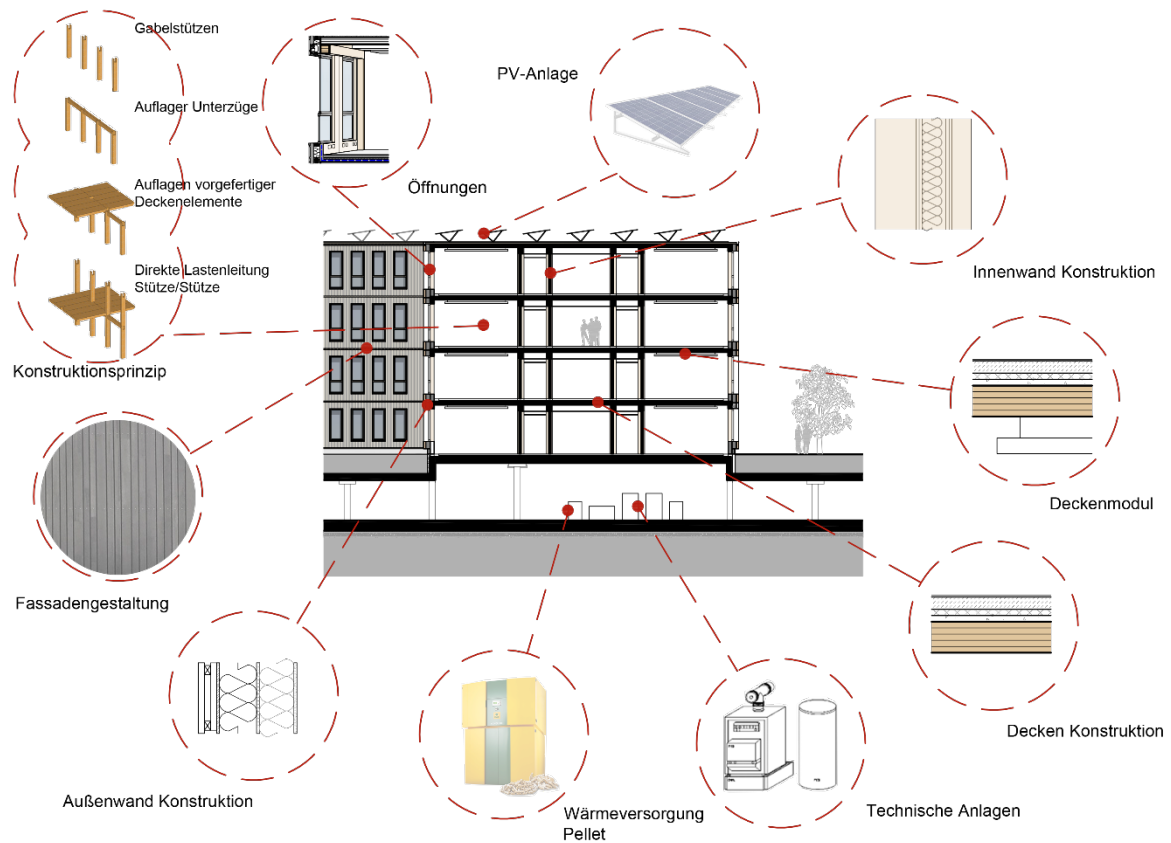 Gabelstützen
Auflager Unterzüge
Auflagen vorgefertiger
Deckenelemente
Direkte Lastenleitung
Stütze/Stütze
Konstruktionsprinzip
Öffnungen
PV-Anlage
Innenwand Konstruktion
Deckenmodul
Fassadengestaltung
Decken Konstruktion
Außenwand Konstruktion
Wärmeversorgung
Pellet
Technische Anlagen